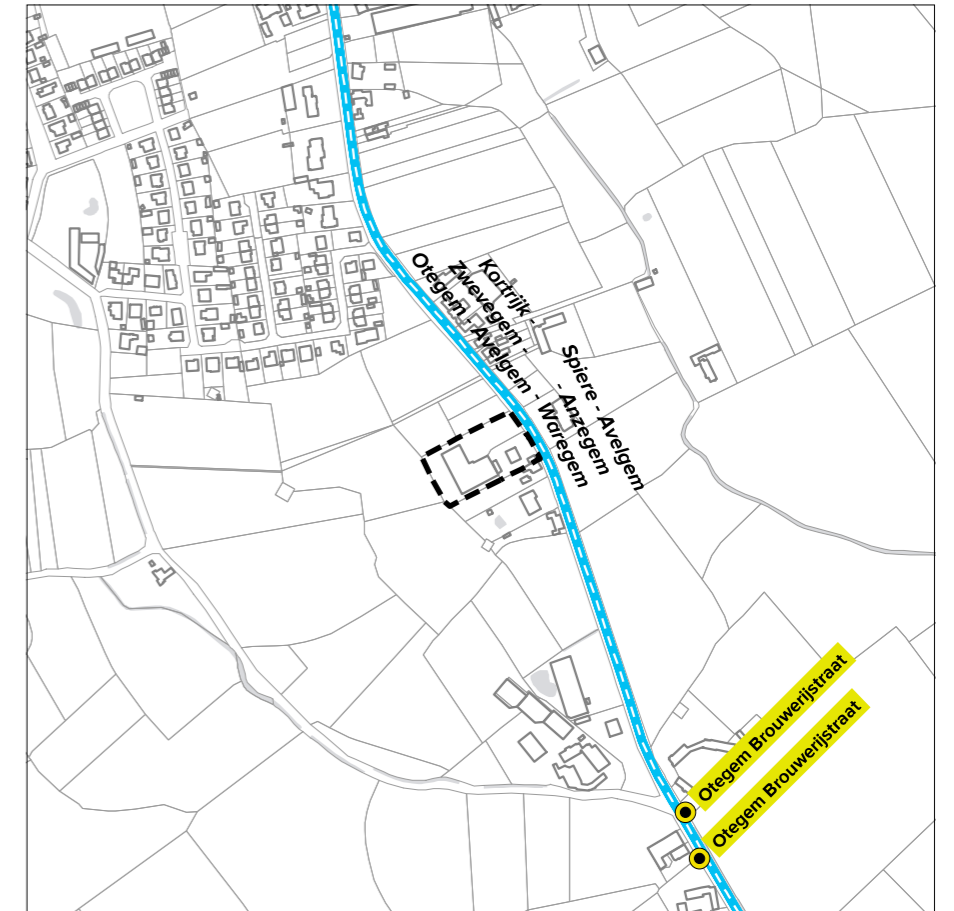 Kortrijk - Spiere - Avelgem
Zwevegem - - Anzegem
Otegem - Avelgem - Waregem
Otegem Brouwerijstraat
Otegem Brouwerijstraat